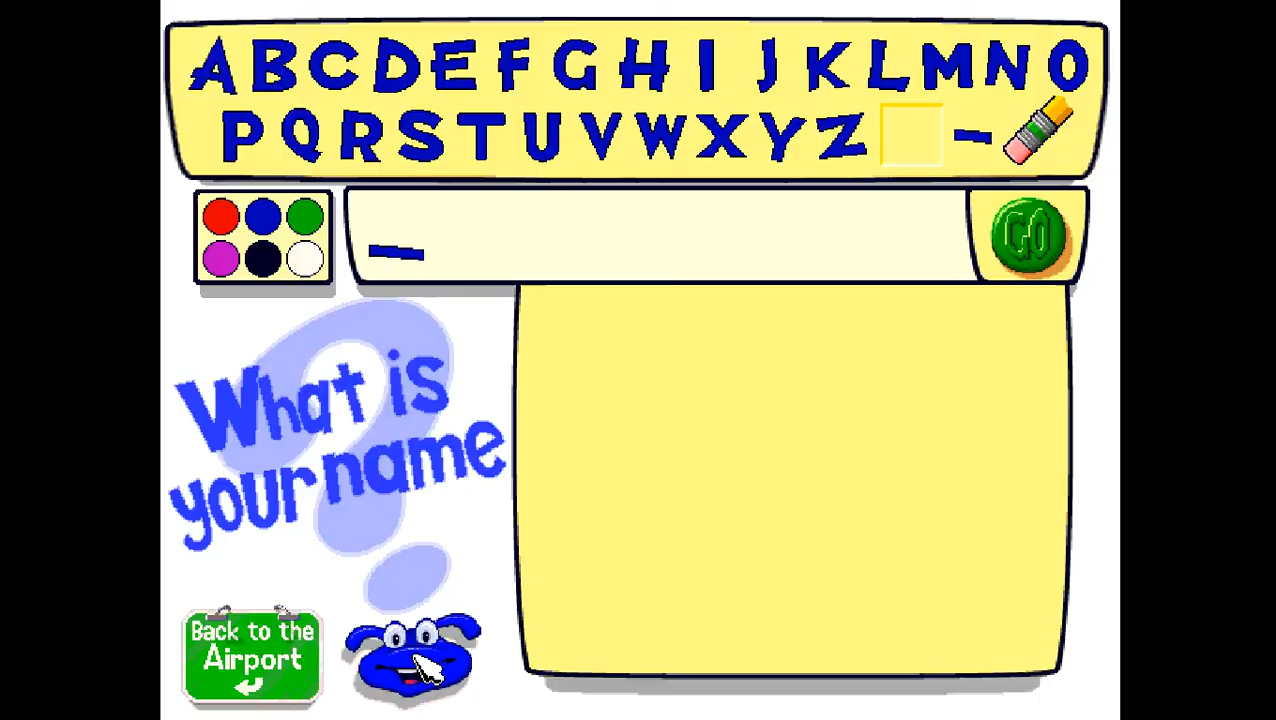 ABCDEFGHIJKLMNO
PQRSTUVWXYZ -
GO
What is
your name
?
Back to the
Airport